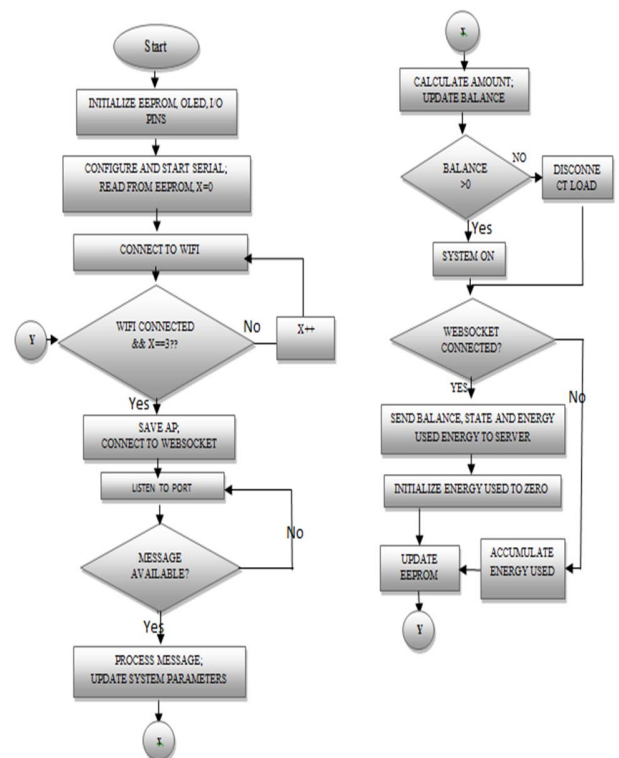 Start
INITIALIZE EEPROM, OLED, I/O
PINS
CONFIGURE AND START SERIAL;
READ FROM EEPROM, X=0
CONNECT TO WIFI
WIFI CONNECTED
&& X==3??
No
X++
Y
Yes
SAVE AP;
CONNECT TO WEBSOCKET
LISTEN TO PORT
No
MESSAGE
AVAILABLE?
Yes
PROCESS MESSAGE;
UPDATE SYSTEM PARAMETERS
x
x
CALCULATE AMOUNT;
UPDATE BALANCE
BALANCE
>0
NO
DISCONNE
CT LOAD
Yes
SYSTEM ON
WEBSOCKET
CONNECTED?
YES
No
SEND BALANCE, STATE AND ENERGY
USED ENERGY TO SERVER
INITIALIZE ENERGY USED TO ZERO
UPDATE
EEPROM
ACCUMULATE
ENERGY USED
Y